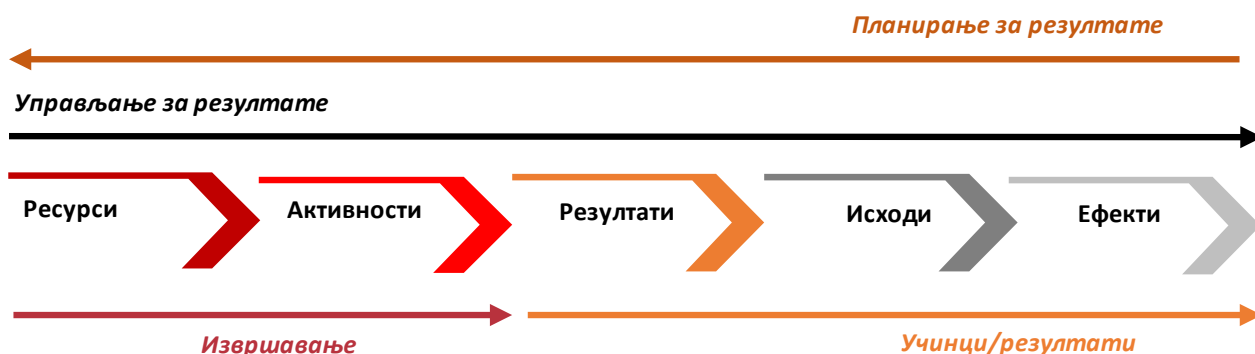 Планирање за резултате
Управљање за резултате
Ресурси
Активности
Резултати
Исходи
Ефекти
Извршавање
Учинци/резултати